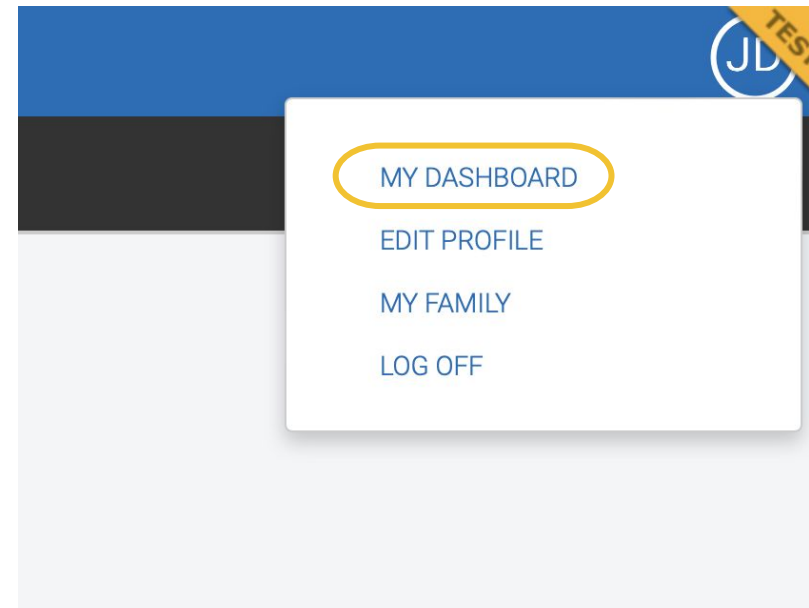 JD
TEST
MY DASHBOARD
EDIT PROFILE
MY FAMILY
LOG OFF